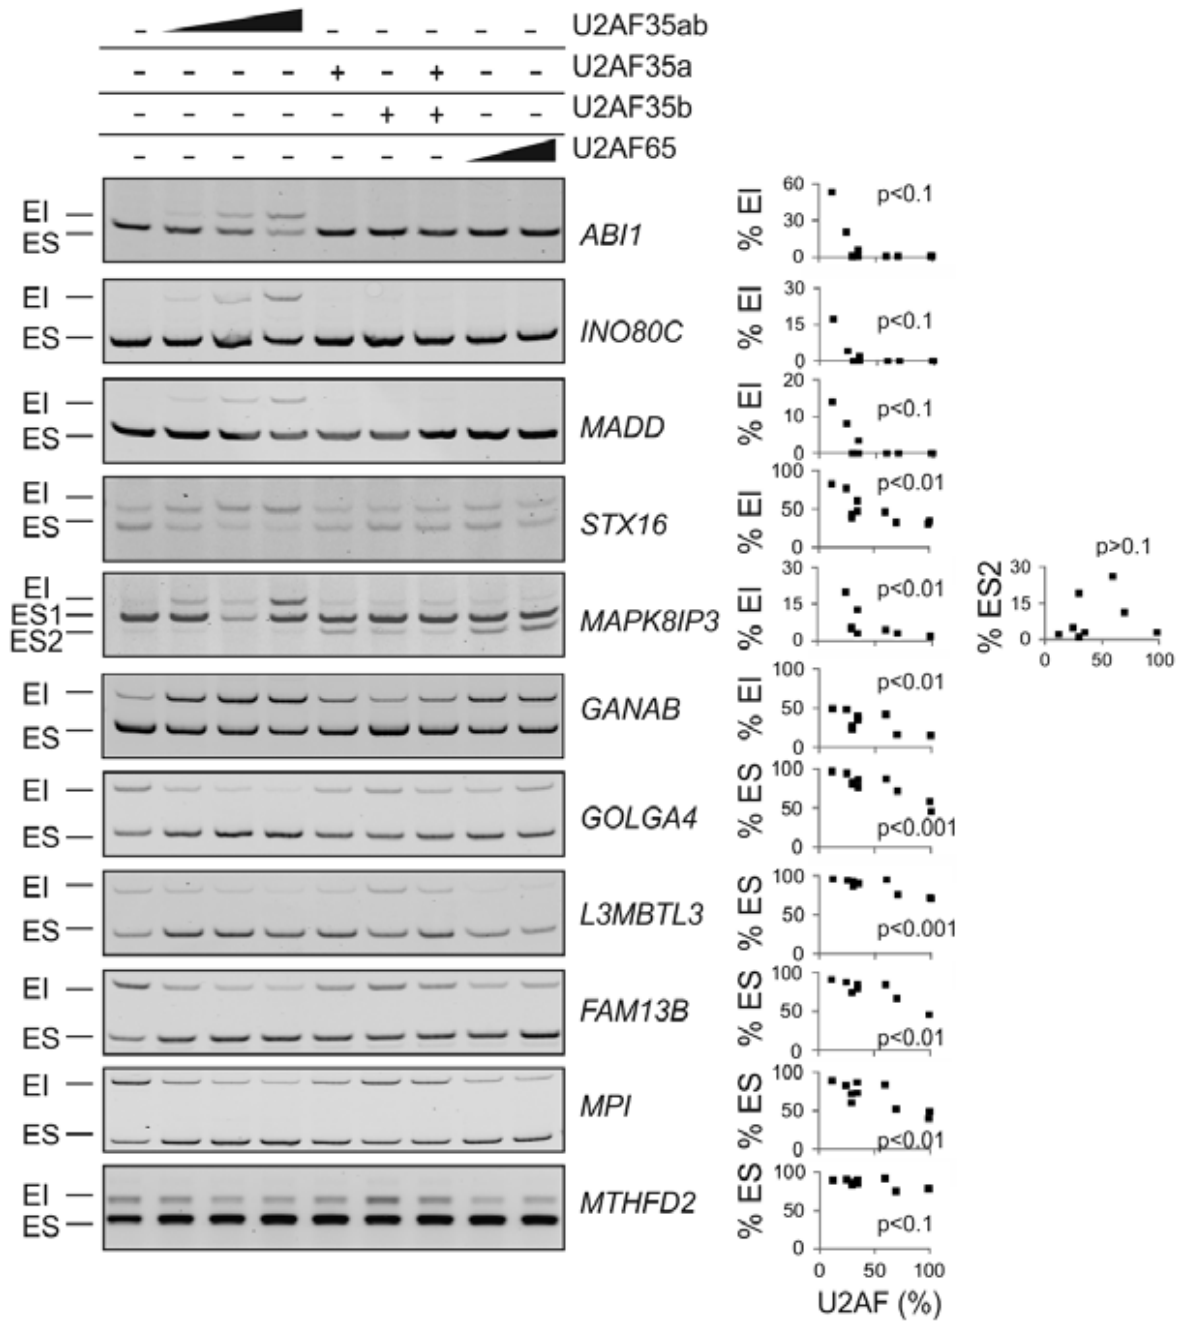 - - - - - - U2AF35ab
- - - - + - + - - U2AF35a
- - - - - + + - - U2AF35b
- - - - - - - U2AF65
EI
ES
ABI1
% EI
60
30
0
p<0.1
EI
ES
INO80C
% EI
30
15
0
p<0.1
EI
ES
MADD
% EI
20
10
0
p<0.1
EI
ES
STX16
% EI
100
50
0
p<0.01
EI
ES1
ES2
MAPK8IP3
% EI
30
15
0
p<0.01
% ES2
30
15
0
p>0.1
0 50 100
EI
ES
GANAB
% EI
100
50
0
p<0.01
EI
ES
GOLGA4
% ES
100
50
0
p<0.001
EI
ES
L3MBTL3
% ES
100
50
0
p<0.001
EI
ES
FAM13B
% ES
100
50
0
p<0.01
EI
ES
MPI
% ES
100
50
0
p<0.01
EI
ES
MTHFD2
% ES
100
50
0
p<0.1
0 50 100
U2AF (%)